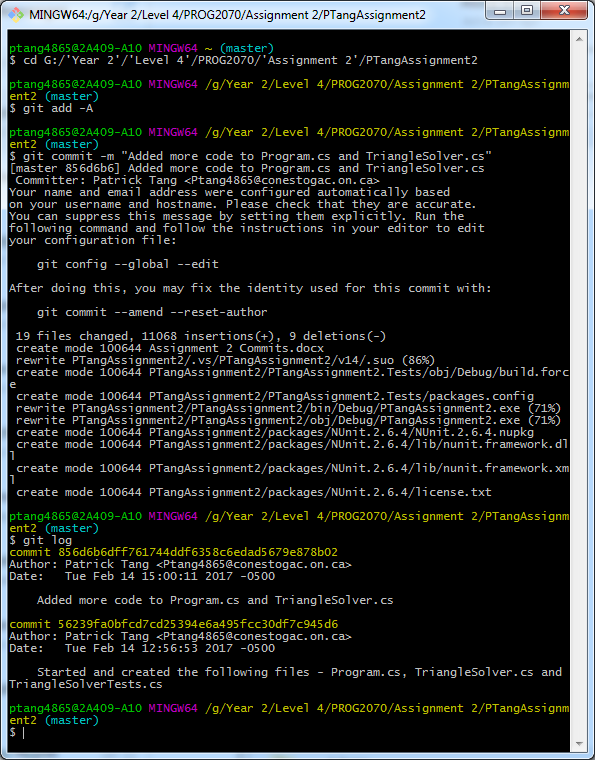 MINGW64:/g/Year 2/Level 4/PROG2070/Assignment 2/PTangAssignment2
ptang4865@2A409-A10 MINGW64 ~ (master)
$ cd G:/'Year 2'/'Level 4'/PROG2070/'Assignment 2'/PTangAssignment2
ptang4865@2A409-A10 MINGW64 /g/Year 2/Level 4/PROG2070/Assignment 2/PTangAssignm
ent2 (master)
$ git add -A
ptang4865@2A409-A10 MINGW64 /g/Year 2/Level 4/PROG2070/Assignment 2/PTangAssignm
ent2 (master)
$ git commit -m "Added more code to Program.cs and TriangleSolver.cs"
[master 856d6b6] Added more code to Program.cs and TriangleSolver.cs
 Committer: Patrick Tang <Ptang4865@conestogac.on.ca>
Your name and email address were configured automatically based
on your username and hostname. Please check that they are accurate.
You can suppress this message by setting them explicitly. Run the
following command and follow the instructions in your editor to edit
your configuration file:
    git config --global --edit
After doing this, you may fix the identity used for this commit with:
    git commit --amend --reset-author
 19 files changed, 11068 insertions(+), 9 deletions(-)
 create mode 100644 Assignment 2 Commits.docx
 rewrite PTangAssignment2/.vs/PTangAssignment2/v14/.suo (86%)
 create mode 100644 PTangAssignment2/PTangAssignment2.Tests/obj/Debug/build.forc
e
 create mode 100644 PTangAssignment2/PTangAssignment2.Tests/packages.config
 rewrite PTangAssignment2/PTangAssignment2/bin/Debug/PTangAssignment2.exe (71%)
 rewrite PTangAssignment2/PTangAssignment2/obj/Debug/PTangAssignment2.exe (71%)
 create mode 100644 PTangAssignment2/packages/NUnit.2.6.4/NUnit.2.6.4.nupkg
 create mode 100644 PTangAssignment2/packages/NUnit.2.6.4/lib/nunit.framework.dl
l
 create mode 100644 PTangAssignment2/packages/NUnit.2.6.4/lib/nunit.framework.xm
l
 create mode 100644 PTangAssignment2/packages/NUnit.2.6.4/license.txt
ptang4865@2A409-A10 MINGW64 /g/Year 2/Level 4/PROG2070/Assignment 2/PTangAssignm
ent2 (master)
$ git log
commit 856d6b6dff761744ddf6358c6edad5679e878b02
Author: Patrick Tang <Ptang4865@conestogac.on.ca>
Date:   Tue Feb 14 15:00:11 2017 -0500
    Added more code to Program.cs and TriangleSolver.cs
commit 56239fa0bfcd7cd25394e6a495fcc30df7c945d6
Author: Patrick Tang <Ptang4865@conestogac.on.ca>
Date:   Tue Feb 14 12:56:53 2017 -0500
    Started and created the following files - Program.cs, TriangleSolver.cs and
TriangleSolverTests.cs
ptang4865@2A409-A10 MINGW64 /g/Year 2/Level 4/PROG2070/Assignment 2/PTangAssignm
ent2 (master)
$